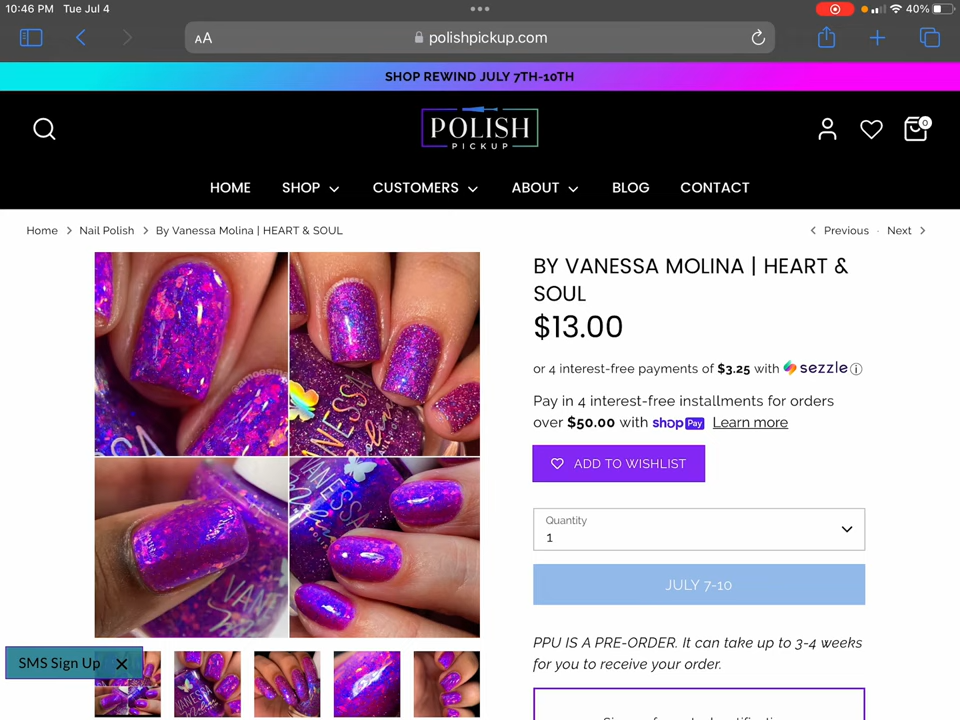 10:46 PM Tue Jul 4
40%
AA
polishpickup.com
SHOP REWIND JULY 7TH-10TH
POLISH
PICKUP
0
HOME SHOP CUSTOMERS ABOUT BLOG CONTACT
Home > Nail Polish > By Vanessa Molina | HEART & SOUL
< Previous · Next >
BY VANESSA MOLINA | HEART &
SOUL
$13.00
or 4 interest-free payments of $3.25 with sezzle
Pay in 4 interest-free installments for orders
over $50.00 with shop Pay Learn more
ADD TO WISHLIST
Quantity
1
JULY 7-10
PPU IS A PRE-ORDER. It can take up to 3-4 weeks
for you to receive your order.
SMS Sign Up
VANESSA